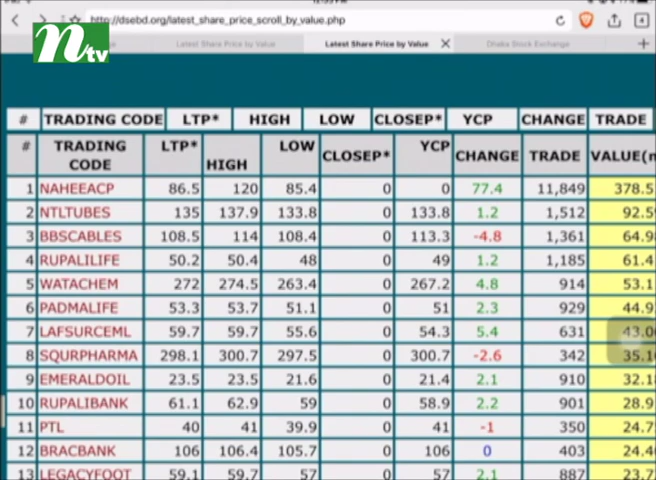 http://dsebd.org/latest_share_price_scroll_by_value.php
ntv
Latest Share Price by Value
Latest Share Price by Value
Dhaka Stock Exchange
# TRADING CODE LTP* HIGH LOW CLOSEP* YCP CHANGE TRADE
# TRADING CODE LTP* HIGH LOW CLOSEP* YCP CHANGE TRADE VALUE(m
1 NAHEEACP 86.5 120 85.4 0 0 77.4 11,849 378.5
2 NTLTUBES 135 137.9 133.8 0 133.8 1.2 1,512 92.5
3 BBSCABLES 108.5 114 108.4 0 113.3 -4.8 1,361 64.9
4 RUPALILIFE 50.2 50.4 48 0 49 1.2 1,185 61.4
5 WATACHEM 272 274.5 263.4 0 267.2 4.8 914 53.1
6 PADMALIFE 53.3 53.7 51.1 0 51 2.3 929 44.9
7 LAFSURCEML 59.7 59.7 55.6 0 54.3 5.4 631 43.0
8 SQURPHARMA 298.1 300.7 297.5 0 300.7 -2.6 342 35.1
9 EMERALDOIL 23.5 23.5 21.6 0 21.4 2.1 910 32.1
10 RUPALIBANK 61.1 62.9 59 0 58.9 2.2 901 28.9
11 PTL 40 41 39.9 0 41 -1 350 24.7
12 BRACBANK 106 106.4 105.7 0 106 0 403 24.4
13 LEGACYFOOT 59.1 59.7 57 0 57 2.1 887 23.7